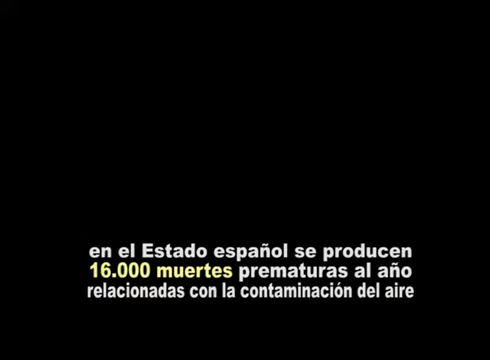 en el Estado español se producen
16.000 muertes prematuras al año
relacionadas con la contaminación del aire